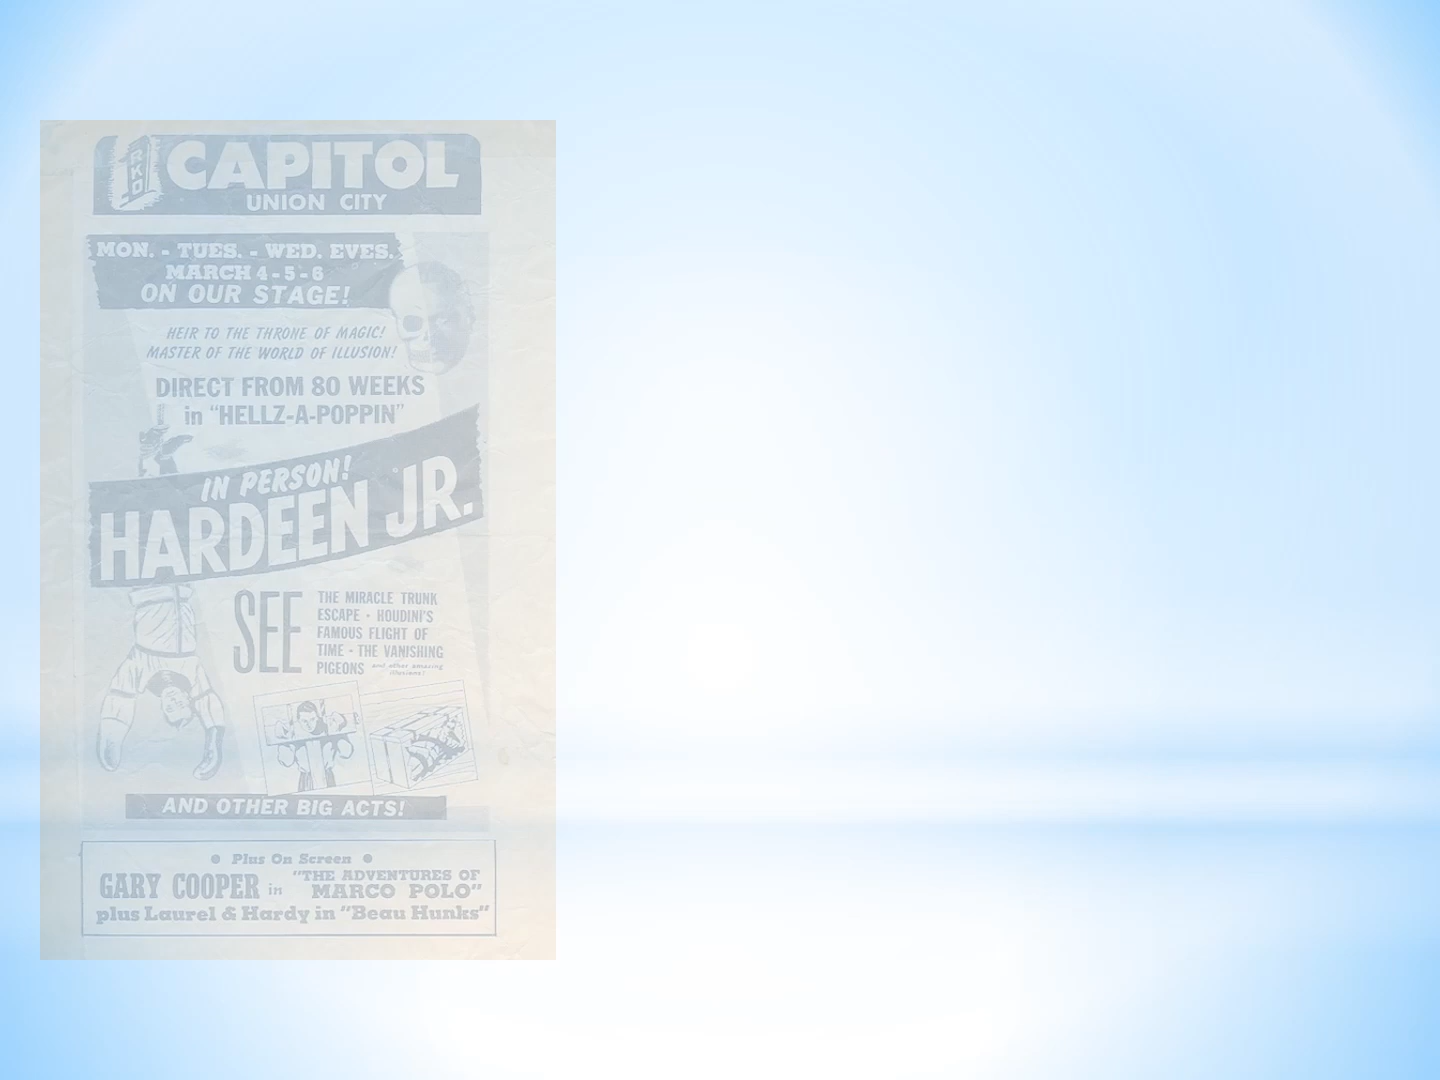 RKO
CAPITOL
UNION CITY
MON. - TUES. - WED. EVES.
MARCH 4 - 5 - 6
ON OUR STAGE!
HEIR TO THE THRONE OF MAGIC!
MASTER OF THE WORLD OF ILLUSION!
DIRECT FROM 80 WEEKS
in "HELLZ-A-POPPIN"
IN PERSON!
HARDEEN JR.
SEE
THE MIRACLE TRUNK
ESCAPE - HOUDINI'S
FAMOUS FLIGHT OF
TIME - THE VANISHING
PIGEONS and other amazing
illusions!
AND OTHER BIG ACTS!
• Plus On Screen •
GARY COOPER in "THE ADVENTURES OF
MARCO POLO"
plus Laurel & Hardy in "Beau Hunks"